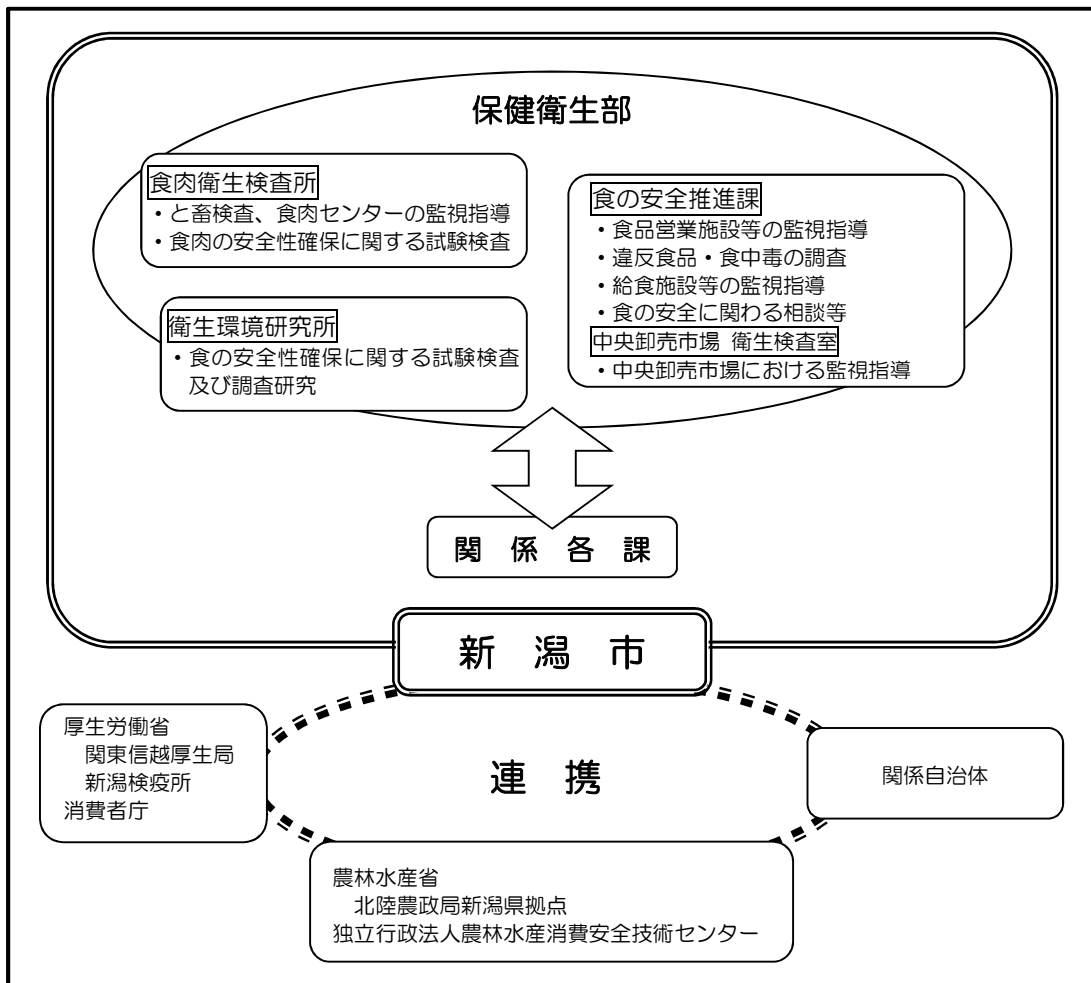 保健衛生部
食肉衛生検査所
・と畜検査、食肉センターの監視指導
・食肉の安全性確保に関する試験検査
衛生環境研究所
・食の安全性確保に関する試験検査
及び調査研究
食の安全推進課
・食品営業施設等の監視指導
・違反食品・食中毒の調査
・給食施設等の監視指導
・食の安全に関わる相談等
中央卸売市場 衛生検査室
・中央卸売市場における監視指導
関 係 各 課
新 潟 市
厚生労働省
関東信越厚生局
新潟検疫所
消費者庁
連 携
関係自治体
農林水産省
北陸農政局新潟県拠点
独立行政法人農林水産消費安全技術センター